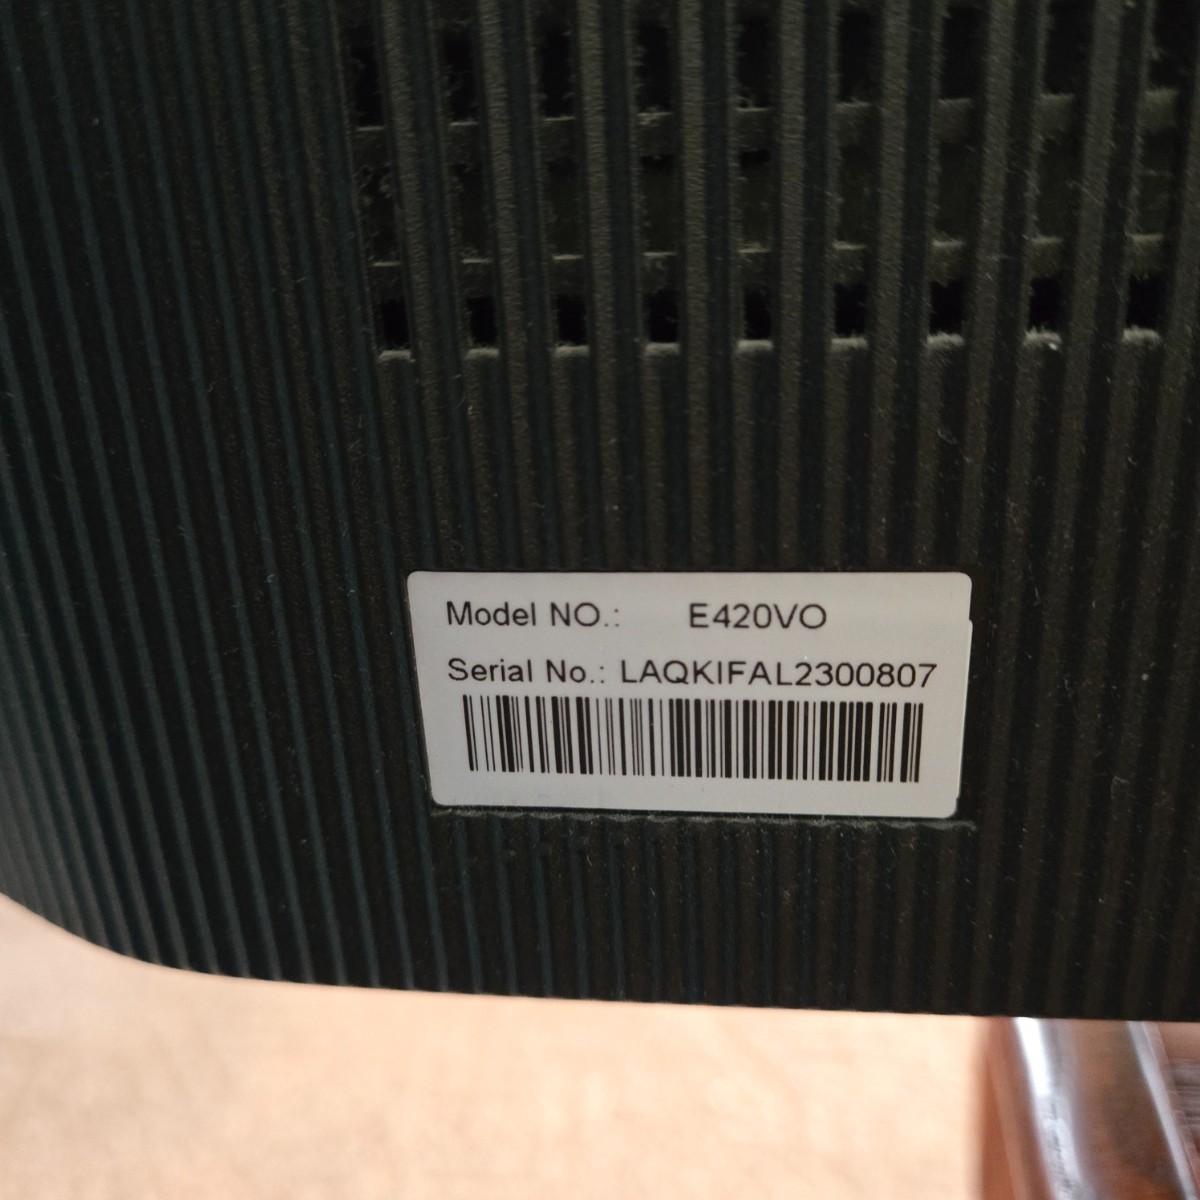 Model NO.: E420VO
Serial No.: LAQKIFAL2300807